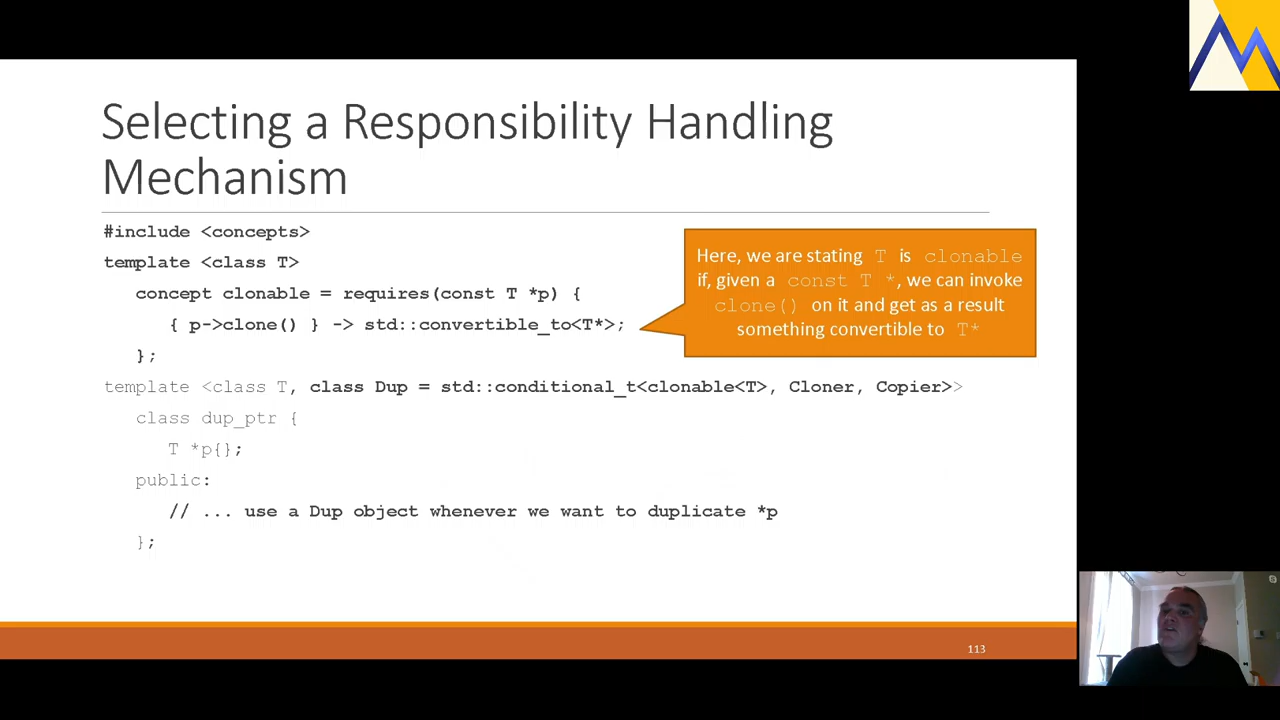 Selecting a Responsibility Handling
Mechanism
#include <concepts>
template <class T>
concept clonable = requires(const T *p) {
{ p->clone() } -> std::convertible_to<T*>;
};
template <class T, class Dup = std::conditional_t<clonable<T>, Cloner, Copier>>
class dup_ptr {
T *p{};
public:
// ... use a Dup object whenever we want to duplicate *p
};
Here, we are stating T is clonable
if, given a const T *, we can invoke
clone() on it and get as a result
something convertible to T*
113